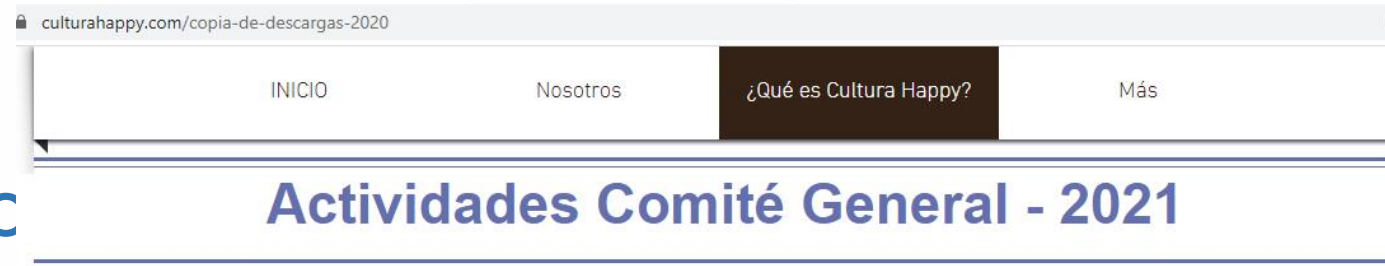 culturahappy.com/copia-de-descargas-2020
INICIO Nosotros ¿Qué es Cultura Happy? Más
Actividades Comité General - 2021